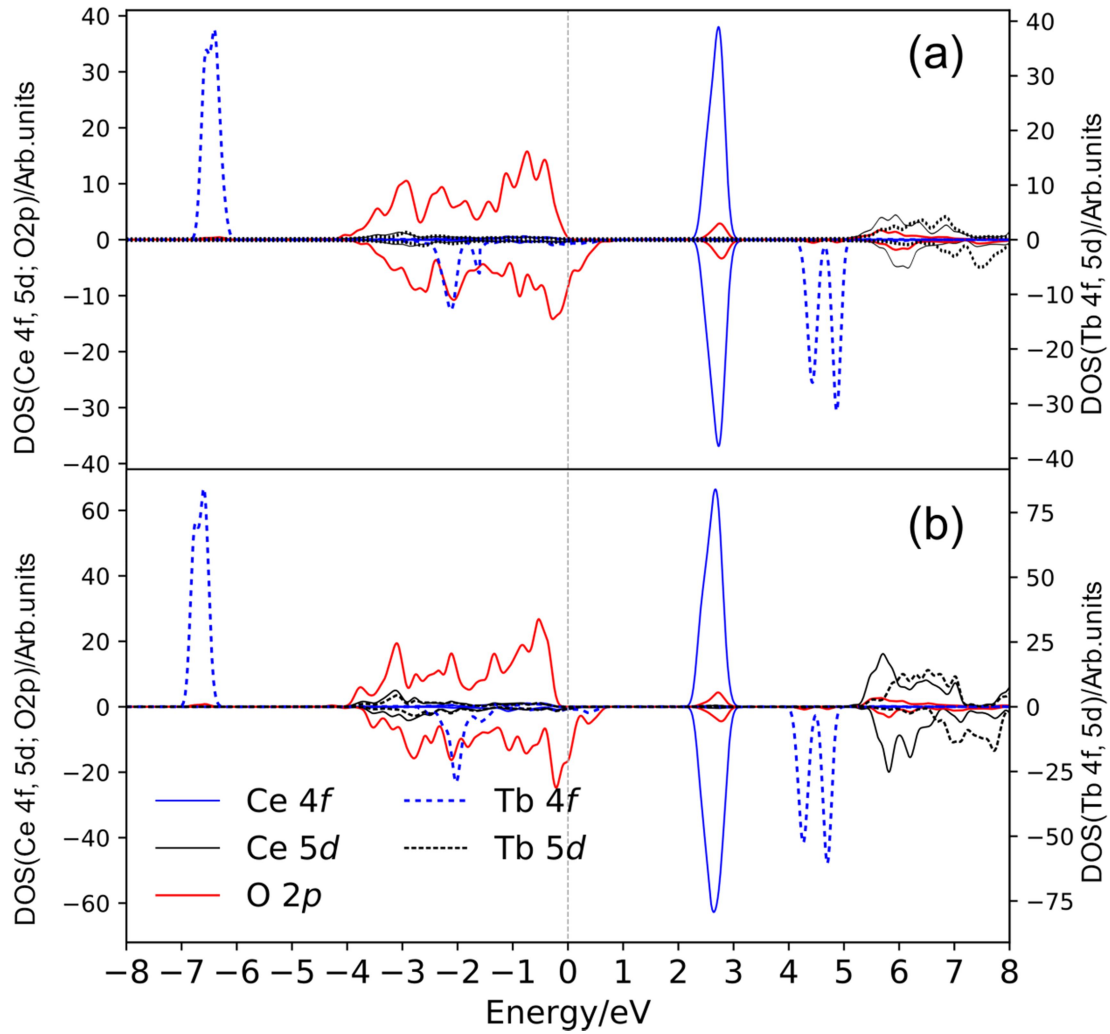 (a)
DOS(Ce 4f, 5d; O2p))/Arb.units
40
30
20
10
0
−10
−20
−30
−40
40
30
20
10
0
−10
−20
−30
−40
DOS(Tb 4f, 5d)/Arb.units
(b)
DOS(Ce 4f, 5d; O2p))/Arb.units
60
40
20
0
−20
−40
−60
75
50
25
0
−25
−50
−75
DOS(Tb 4f, 5d)/Arb.units
Ce 4f
Tb 4f
Ce 5d
Tb 5d
O 2p
−8 −7 −6 −5 −4 −3 −2 −1 0 1 2 3 4 5 6 7 8
Energy/eV